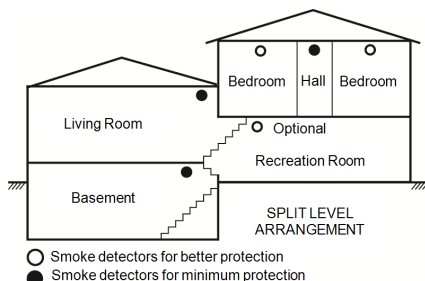 Bedroom
Hall
Bedroom
Living Room
Optional
Recreation Room
Basement
SPLIT LEVEL
ARRANGEMENT
Smoke detectors for better protection
Smoke detectors for minimum protection